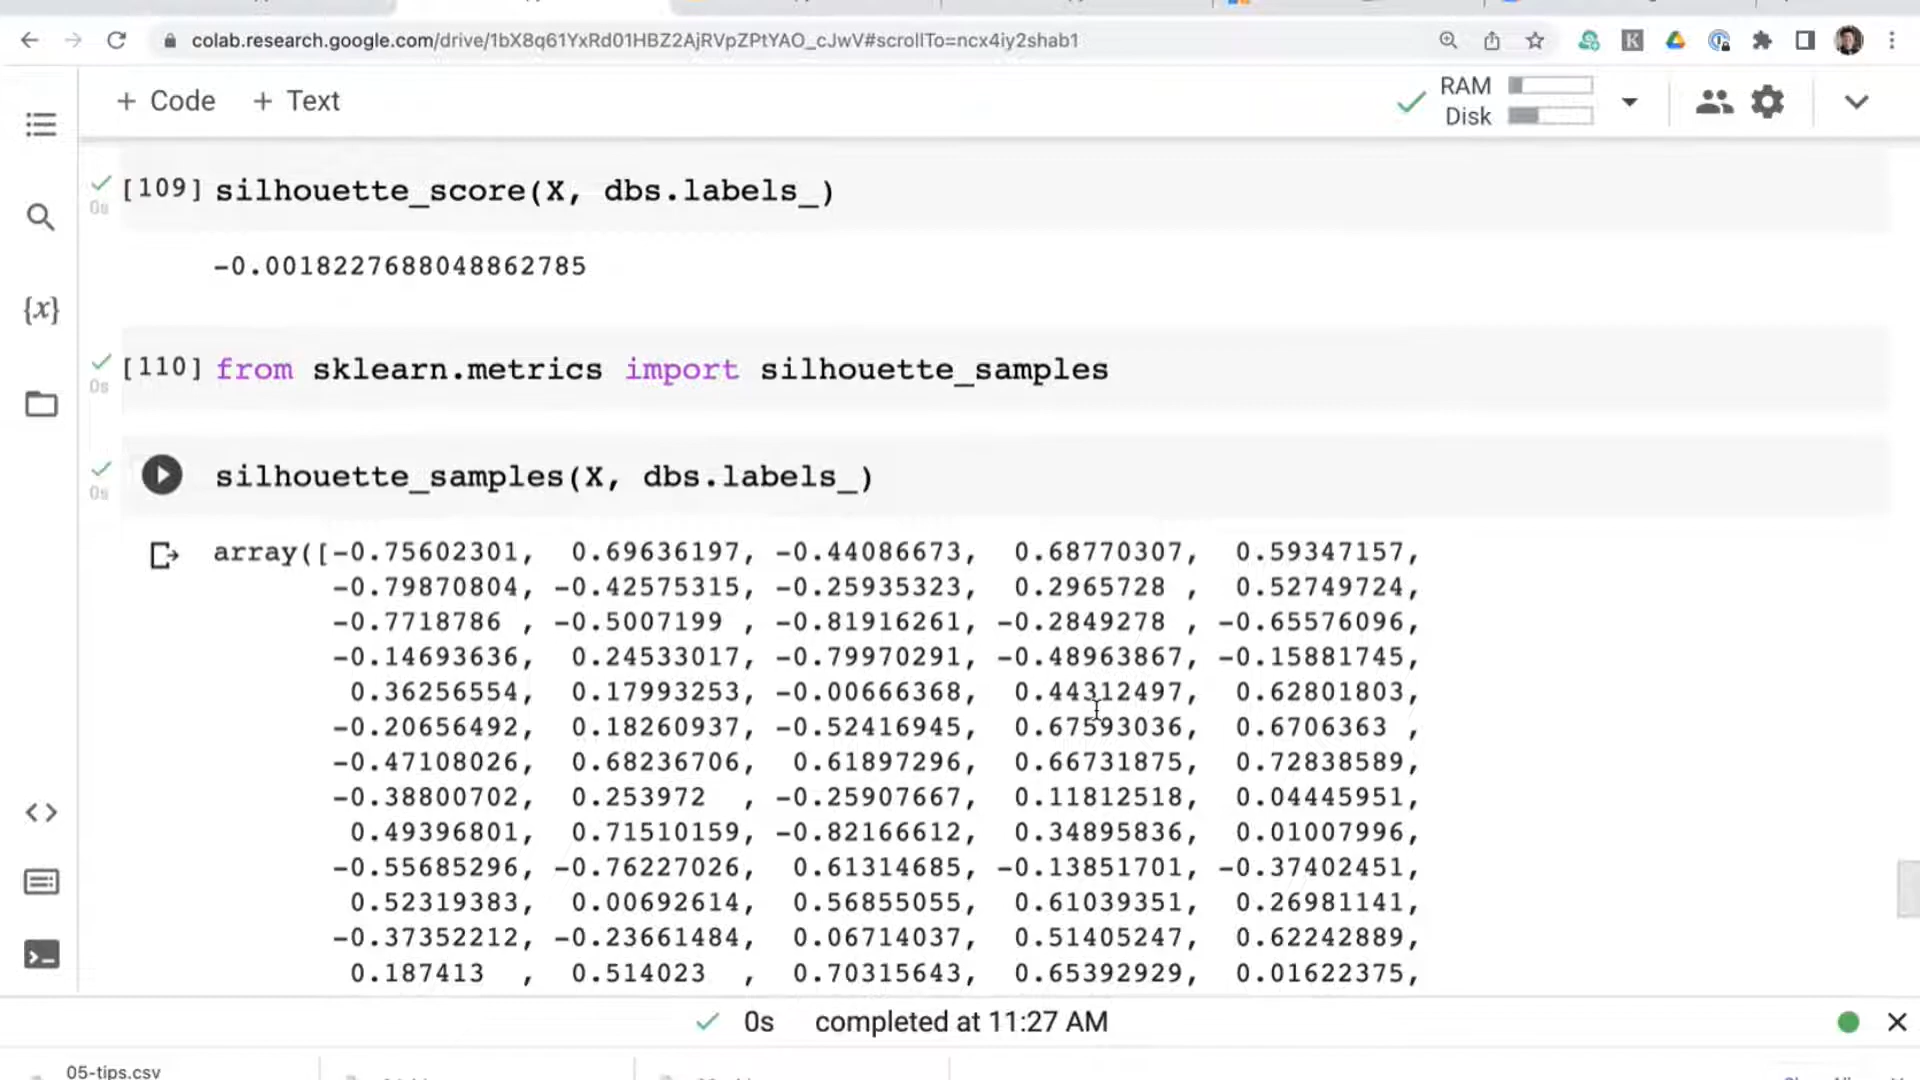 colab.research.google.com/drive/1bX8q61YxRd01HBZ2AjRVpZPtYAO_cJwV#scrollTo=ncx4iy2shab1
+ Code + Text
RAM
Disk
0s [109] silhouette_score(X, dbs.labels_)
-0.0018227688048862785
0s [110] from sklearn.metrics import silhouette_samples
0s silhouette_samples(X, dbs.labels_)
array([-0.75602301, 0.69636197, -0.44086673, 0.68770307, 0.59347157,
-0.79870804, -0.42575315, -0.25935323, 0.2965728 , 0.52749724,
-0.7718786 , -0.5007199 , -0.81916261, -0.2849278 , -0.65576096,
-0.14693636, 0.24533017, -0.79970291, -0.48963867, -0.15881745,
0.36256554, 0.17993253, -0.00666368, 0.44312497, 0.62801803,
-0.20656492, 0.18260937, -0.52416945, 0.67593036, 0.6706363 ,
-0.47108026, 0.68236706, 0.61897296, 0.66731875, 0.72838589,
-0.38800702, 0.253972 , -0.25907667, 0.11812518, 0.04445951,
0.49396801, 0.71510159, -0.82166612, 0.34895836, 0.01007996,
-0.55685296, -0.76227026, 0.61314685, -0.13851701, -0.37402451,
0.52319383, 0.00692614, 0.56855055, 0.61039351, 0.26981141,
-0.37352212, -0.23661484, 0.06714037, 0.51405247, 0.62242889,
0.187413 , 0.514023 , 0.70315643, 0.65392929, 0.01622375,
0s completed at 11:27 AM
05-tips.csv